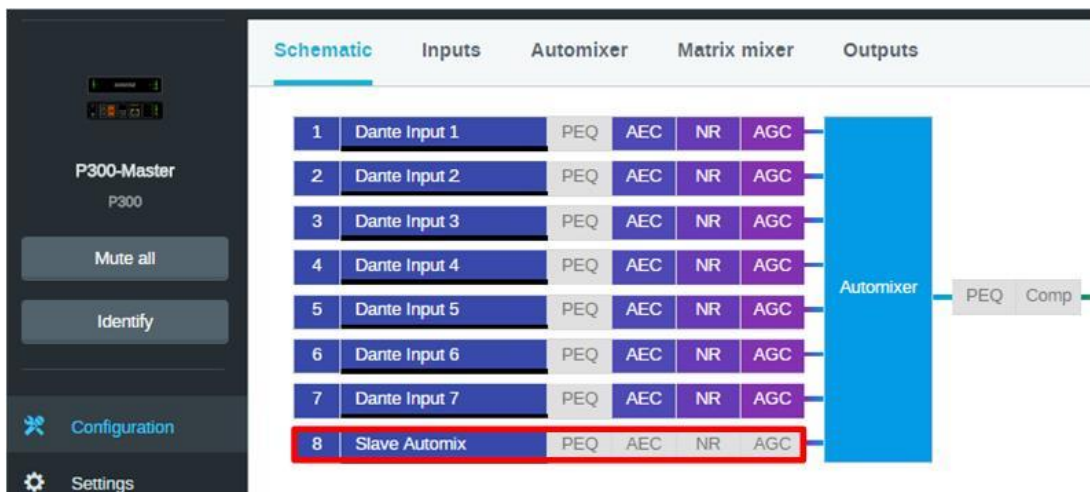 Schematic Inputs Automixer Matrix mixer Outputs
P300-Master
P300
Mute all
Identify
Configuration
Settings
1 Dante Input 1 PEQ AEC NR AGC
2 Dante Input 2 PEQ AEC NR AGC
3 Dante Input 3 PEQ AEC NR AGC
4 Dante Input 4 PEQ AEC NR AGC
5 Dante Input 5 PEQ AEC NR AGC
6 Dante Input 6 PEQ AEC NR AGC
7 Dante Input 7 PEQ AEC NR AGC
8 Slave Automix PEQ AEC NR AGC
Automixer
PEQ Comp